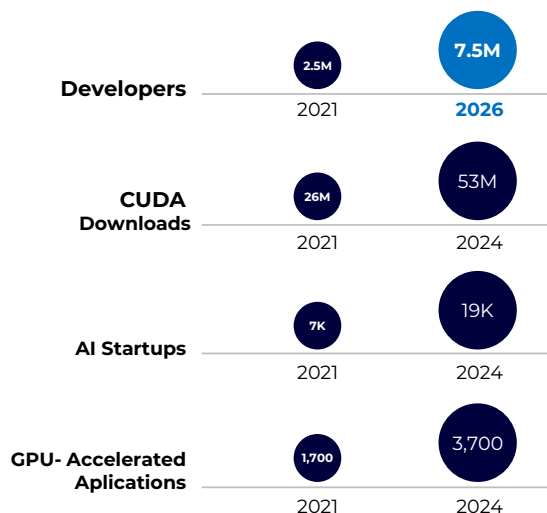 2.5M 7.5M
Developers
2021 2026
26M 53M
CUDA
Downloads
2021 2024
7K 19K
AI Startups
2021 2024
1,700 3,700
GPU- Accelerated
Aplications
2021 2024